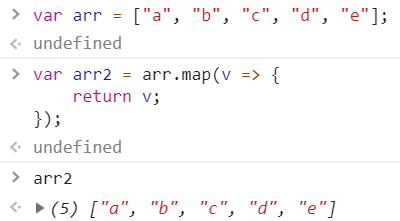 > var arr = ["a", "b", "c", "d", "e"];
< undefined
> var arr2 = arr.map(v => {
return v;
});
< undefined
> arr2
< ▶ (5) ["a", "b", "c", "d", "e"]